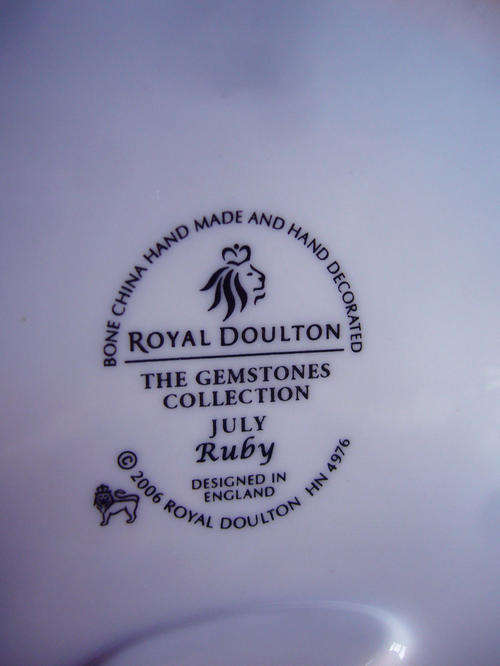 BONE CHINA HAND MADE AND HAND DECORATED
ROYAL DOULTON
THE GEMSTONES
COLLECTION
JULY
Ruby
DESIGNED IN
ENGLAND
© 2006 ROYAL DOULTON HN 4976